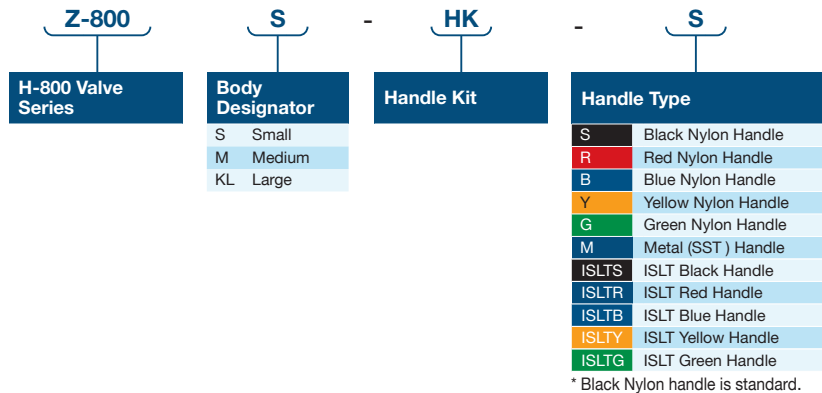 Z-800 S - HK - S
H-800 Valve
Series
Body
Designator
S Small
M Medium
KL Large
Handle Kit
Handle Type
S Black Nylon Handle
R Red Nylon Handle
B Blue Nylon Handle
Y Yellow Nylon Handle
G Green Nylon Handle
M Metal (SST ) Handle
ISLTS ISLT Black Handle
ISLTR ISLT Red Handle
ISLTB ISLT Blue Handle
ISLTY ISLT Yellow Handle
ISLTG ISLT Green Handle
* Black Nylon handle is standard.